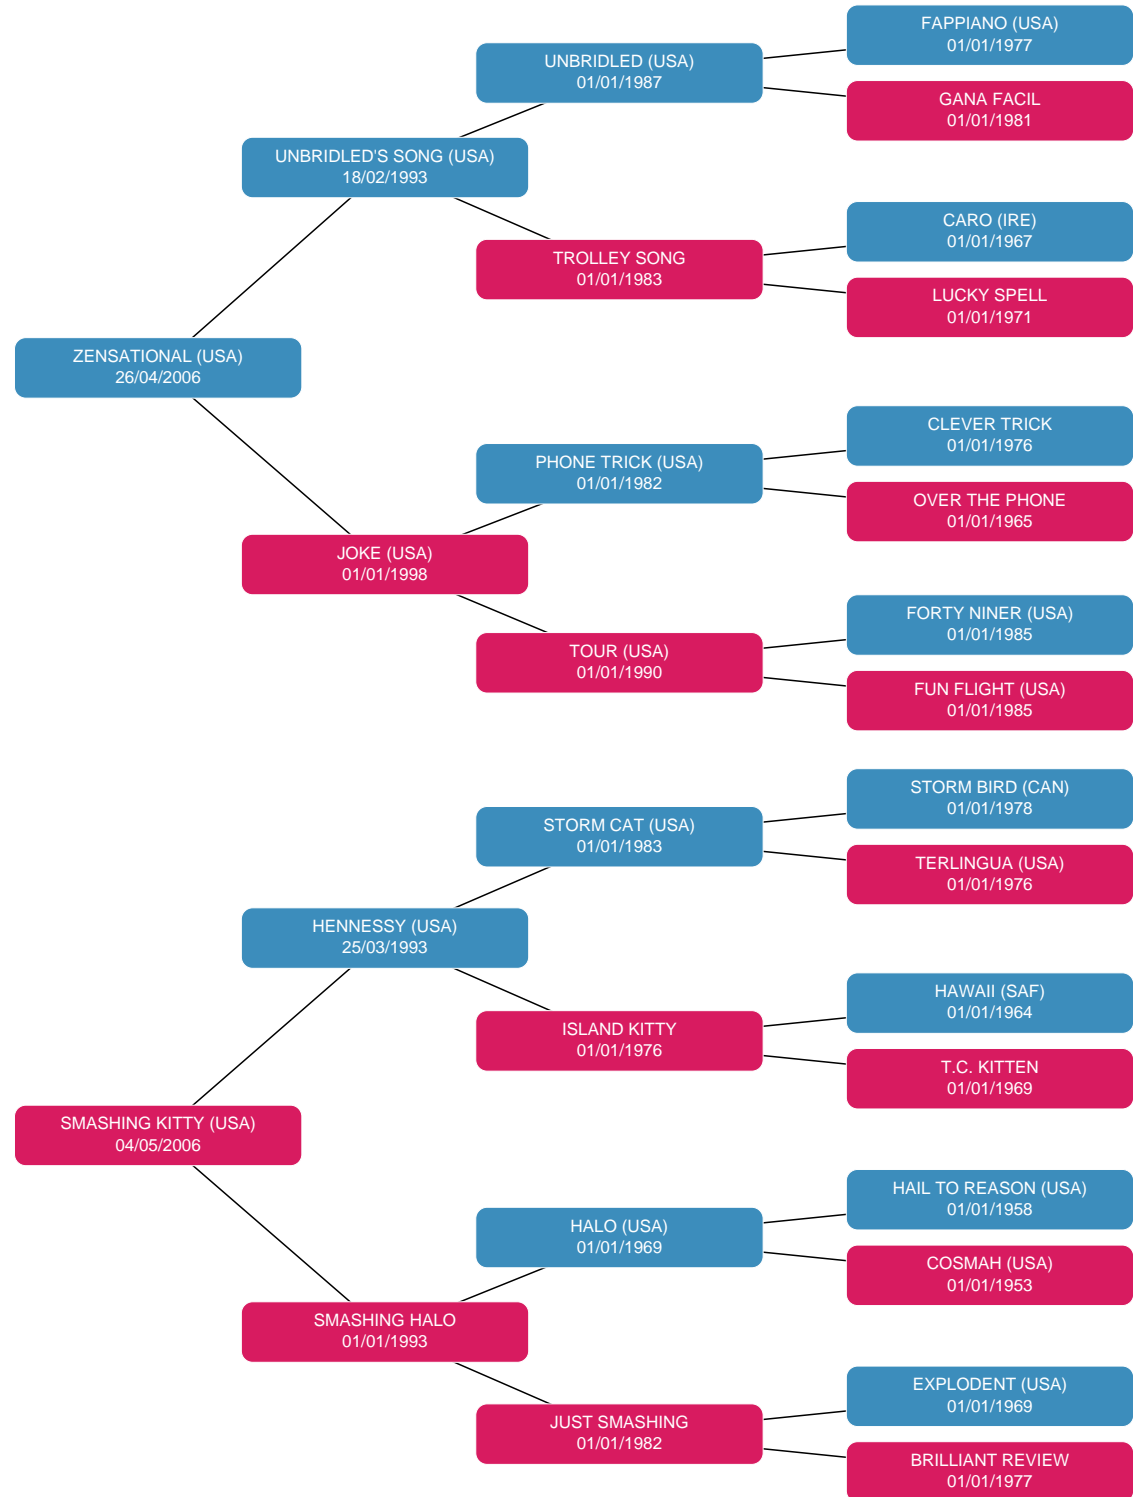 FAPPIANO (USA)
01/01/1977
UNBRIDLED (USA)
01/01/1987
GANA FACIL
01/01/1981
UNBRIDLED'S SONG (USA)
18/02/1993
CARO (IRE)
01/01/1967
TROLLEY SONG
01/01/1983
LUCKY SPELL
01/01/1971
ZENSATIONAL (USA)
26/04/2006
CLEVER TRICK
01/01/1976
PHONE TRICK (USA)
01/01/1982
OVER THE PHONE
01/01/1965
JOKE (USA)
01/01/1998
FORTY NINER (USA)
01/01/1985
TOUR (USA)
01/01/1990
FUN FLIGHT (USA)
01/01/1985
STORM BIRD (CAN)
01/01/1978
STORM CAT (USA)
01/01/1983
TERLINGUA (USA)
01/01/1976
HENNESSY (USA)
25/03/1993
HAWAII (SAF)
01/01/1964
ISLAND KITTY
01/01/1976
T.C. KITTEN
01/01/1969
SMASHING KITTY (USA)
04/05/2006
HAIL TO REASON (USA)
01/01/1958
HALO (USA)
01/01/1969
COSMAH (USA)
01/01/1953
SMASHING HALO
01/01/1993
EXPLODENT (USA)
01/01/1969
JUST SMASHING
01/01/1982
BRILLIANT REVIEW
01/01/1977